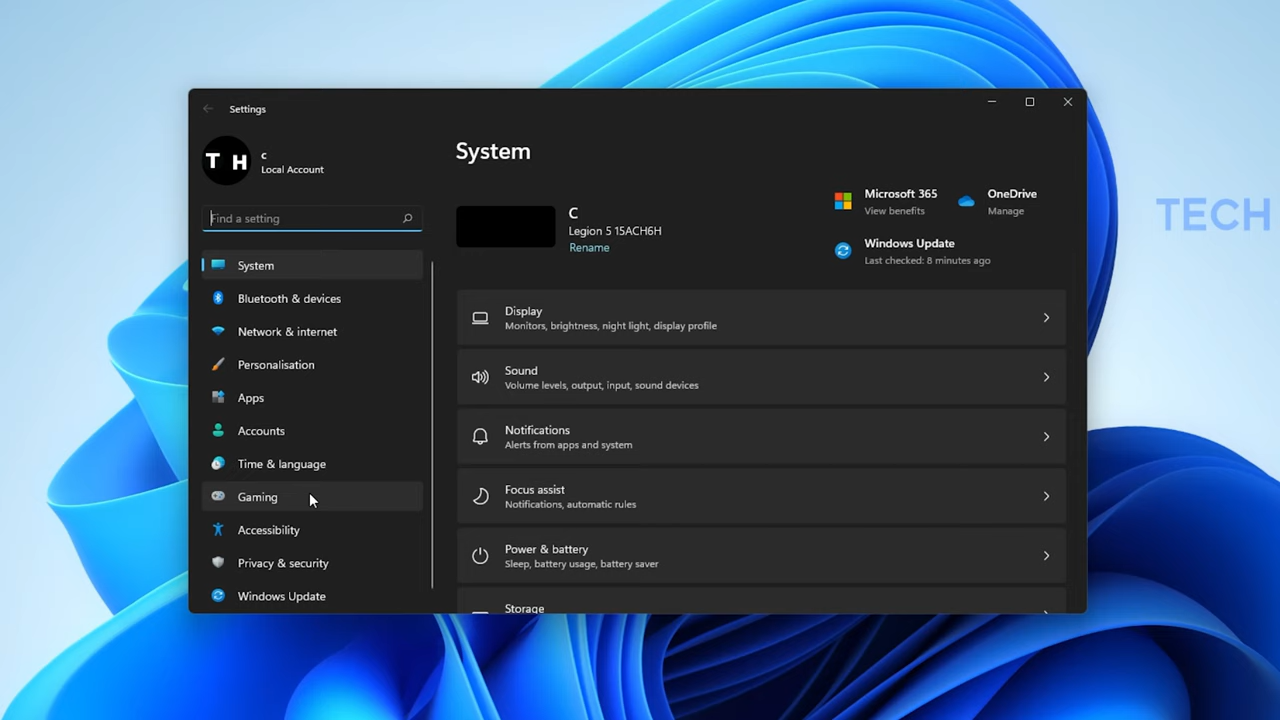 Settings
T H
C
Local Account
Find a setting
System
Bluetooth & devices
Network & internet
Personalisation
Apps
Accounts
Time & language
Gaming
Accessibility
Privacy & security
Windows Update
System
C
Legion 5 15ACH6H
Rename
Microsoft 365
View benefits
OneDrive
Manage
Windows Update
Last checked: 8 minutes ago
Display
Monitors, brightness, night light, display profile
Sound
Volume levels, output, input, sound devices
Notifications
Alerts from apps and system
Focus assist
Notifications, automatic rules
Power & battery
Sleep, battery usage, battery saver
Storage
TECH